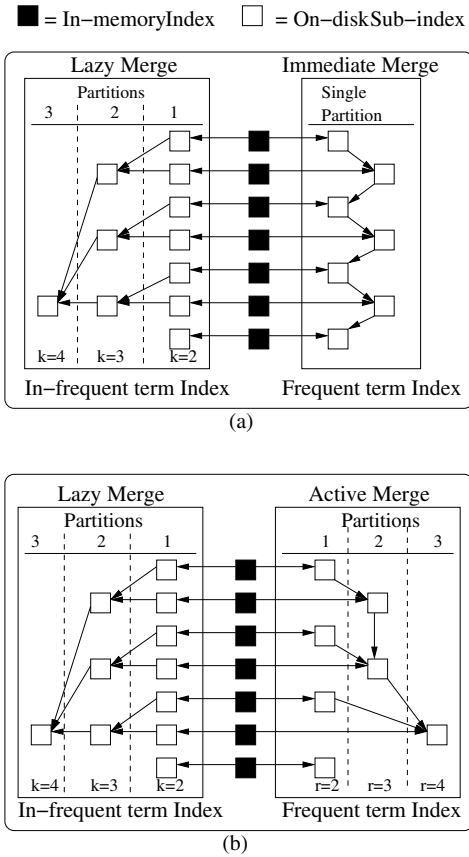 = In-memoryIndex = On-diskSub-index
Lazy Merge Immediate Merge
Partitions Single
3 2 1 Partition
k=4 k=3 k=2
In-frequent term Index Frequent term Index
(a)
Lazy Merge Active Merge
Partitions Partitions
3 2 1 1 2 3
k=4 k=3 k=2 r=2 r=3 r=4
In-frequent term Index Frequent term Index
(b)